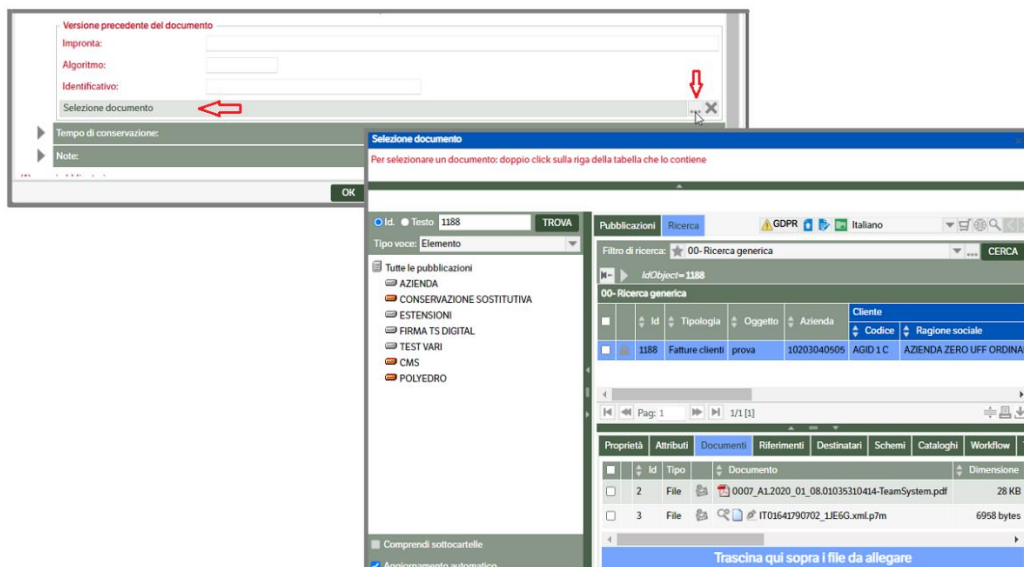 Versione precedente del documento
Impronta:
Algoritmo:
Identificativo:
Selezione documento
...
Tempo di conservazione:
Note:
OK
Selezione documento
Per selezionare un documento: doppio click sulla riga della tabella che lo contiene
Id. Testo 1188 TROVA
Tipo voce: Elemento
Tutte le pubblicazioni
AZIENDA
CONSERVAZIONE SOSTITUTIVA
ESTENSIONI
FIRMA TS DIGITAL
TEST VARI
CMS
POLYEDRO
Comprendi sottocartelle
Aggiornamento automatico
Pubblicazioni Ricerca GDPR Italiano
Filtro di ricerca: 00- Ricerca generica ... CERCA
IdObject=1188
00- Ricerca generica
Cliente
Id Tipologia Oggetto Azienda Codice Ragione sociale
1188 Fatture clienti prova 10203040505 AGID 1 C AZIENDA ZERO UFF ORDINA
Pag: 1 1/1 [1]
Proprietà Attributi Documenti Riferimenti Destinatari Schemi Cataloghi Workflow
Id Tipo Documento Dimensione
2 File 0007_A1.2020_01_08.01035310414-TeamSystem.pdf 28 KB
3 File IT01641790702_1JE6G.xml.p7m 6958 bytes
Trascina qui sopra i file da allegare